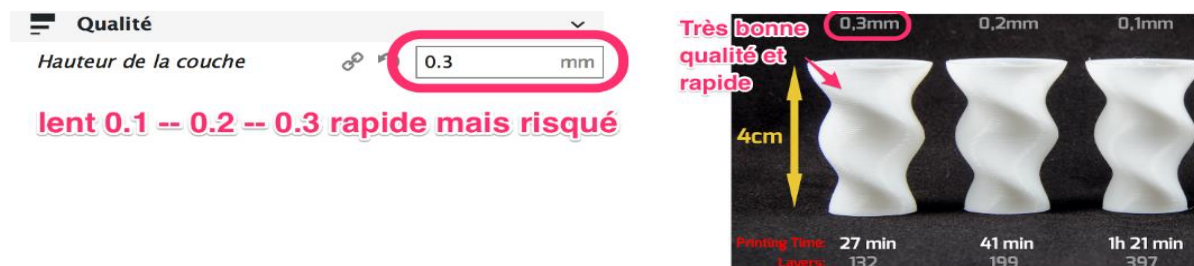 Qualité
Hauteur de la couche 0.3 mm
lent 0.1 -- 0.2 -- 0.3 rapide mais risqué
Très bonne
qualité et
rapide
0,3mm 0,2mm 0,1mm
4cm
Printing Time: 27 min 41 min 1h 21 min
Layers: 132 199 397